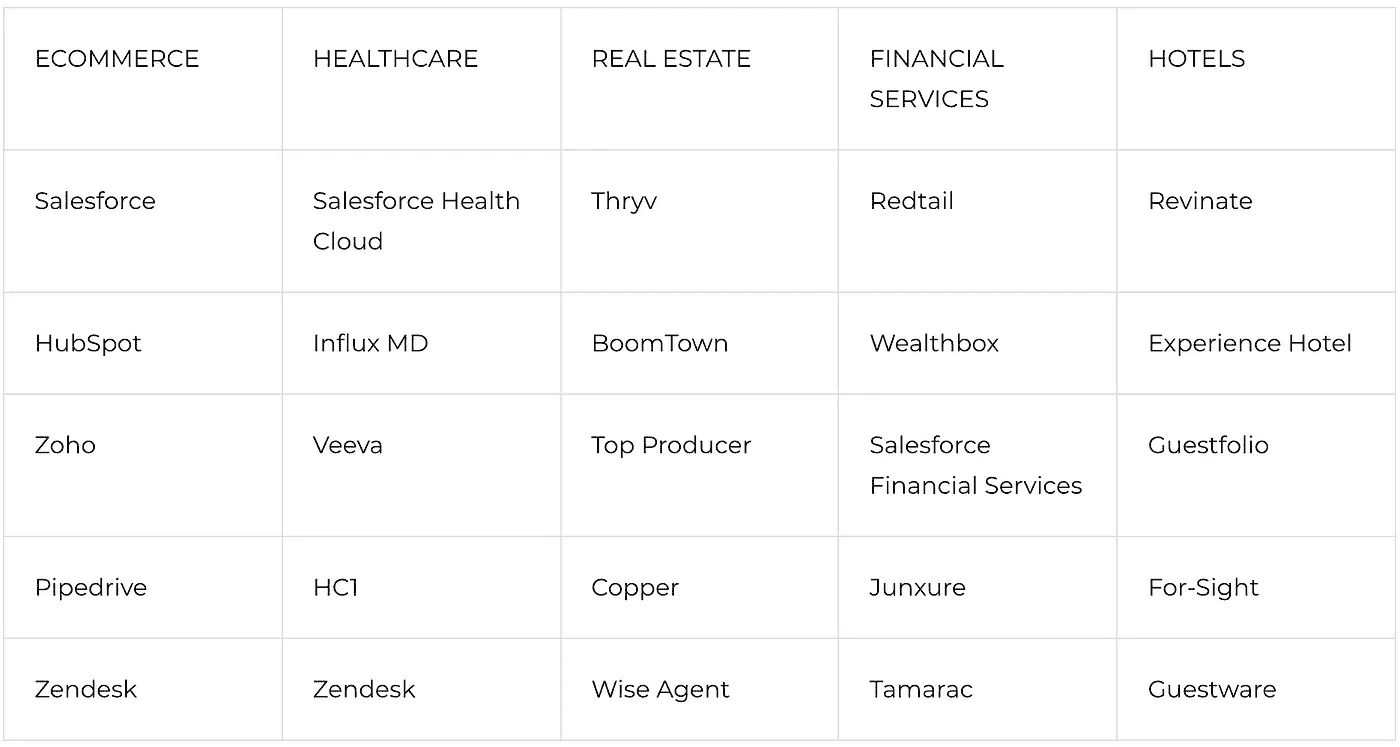 ECOMMERCE
HEALTHCARE
REAL ESTATE
FINANCIAL
SERVICES
HOTELS
Salesforce
Salesforce Health
Cloud
Thryv
Redtail
Revinate
HubSpot
Influx MD
BoomTown
Wealthbox
Experience Hotel
Zoho
Veeva
Top Producer
Salesforce
Financial Services
Guestfolio
Pipedrive
HC1
Copper
Junxure
For-Sight
Zendesk
Zendesk
Wise Agent
Tamarac
Guestware